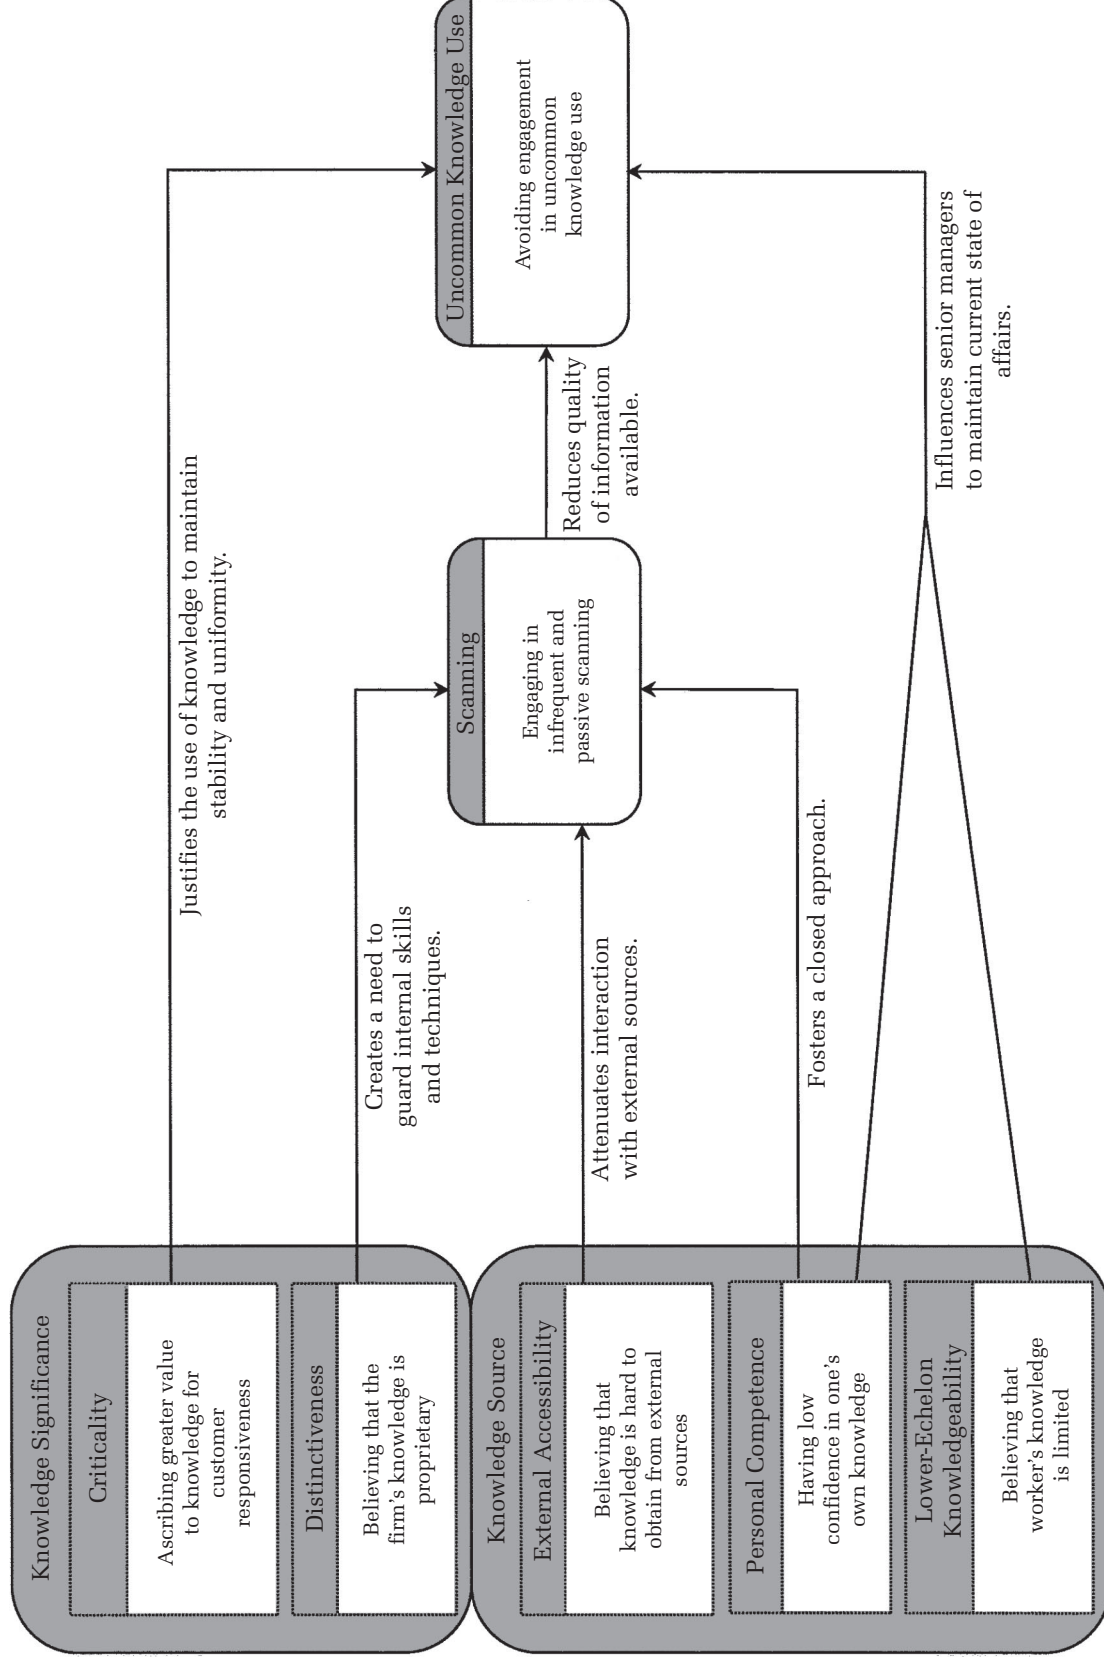 Knowledge Significance
Criticality
Ascribing greater value
to knowledge for
customer
responsiveness
Distinctiveness
Believing that the
firm's knowledge is
proprietary
Knowledge Source
External Accessibility
Believing that
knowledge is hard to
obtain from external
sources
Personal Competence
Having low
confidence in one's
own knowledge
Lower-Echelon
Knowledgeability
Believing that
worker's knowledge
is limited
Justifies the use of knowledge to maintain
stability and uniformity.
Creates a need to
guard internal skills
and techniques.
Attenuates interaction
with external sources.
Fosters a closed approach.
Scanning
Engaging in
infrequent and
passive scanning
Reduces quality
of information
available.
Influences senior managers
to maintain current state of
affairs.
Uncommon Knowledge Use
Avoiding engagement
in uncommon
knowledge use